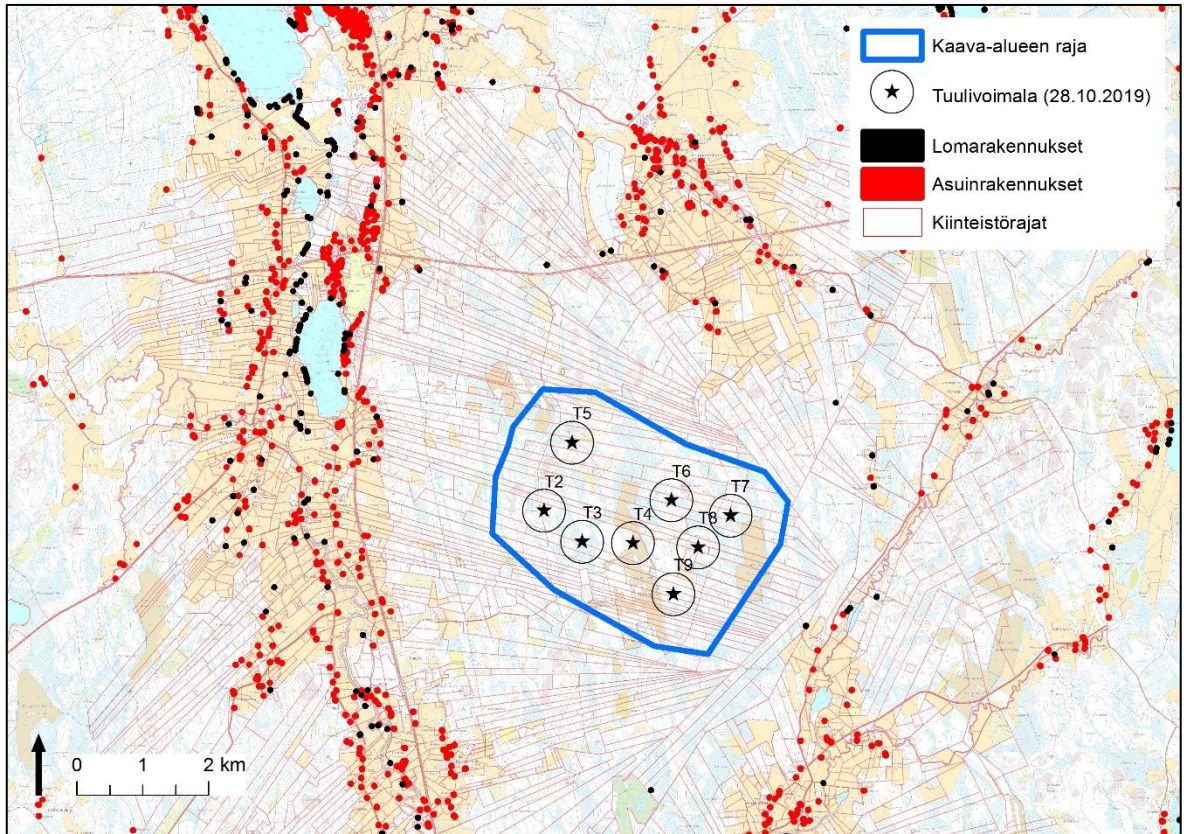 Kaava-alueen raja
Tuulivoimala (28.10.2019)
Lomarakennukset
Asuinrakennukset
Kiinteistörajat
T5
T2
T3
T4
T6
T7
T8
T9
0 1 2 km